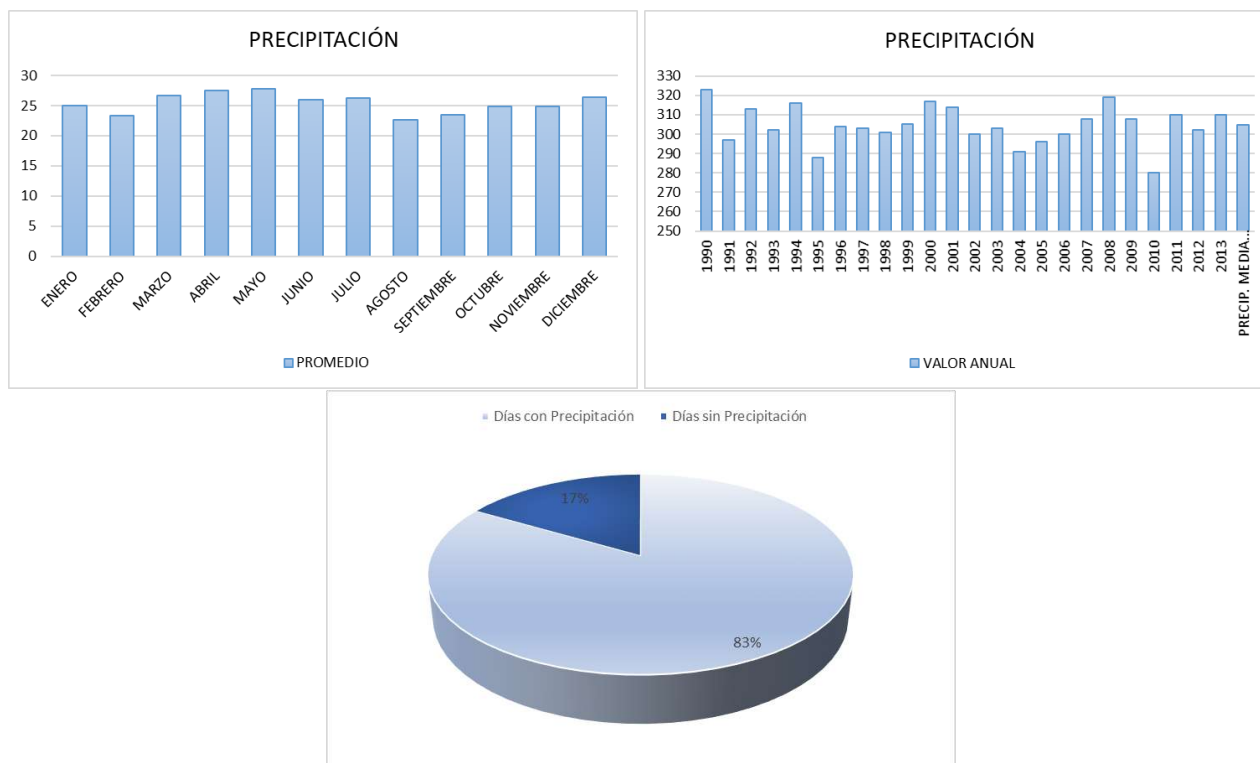 PRECIPITACIÓN
30
25
20
15
10
5
0
ENERO
FEBRERO
MARZO
ABRIL
MAYO
JUNIO
JULIO
AGOSTO
SEPTIEMBRE
OCTUBRE
NOVIEMBRE
DICIEMBRE
PROMEDIO
PRECIPITACIÓN
330
320
310
300
290
280
270
260
250
1990
1991
1992
1993
1994
1995
1996
1997
1998
1999
2000
2001
2002
2003
2004
2005
2006
2007
2008
2009
2010
2011
2012
2013
PRECIP. MEDIA...
VALOR ANUAL
Días con Precipitación Días sin Precipitación
17%
83%